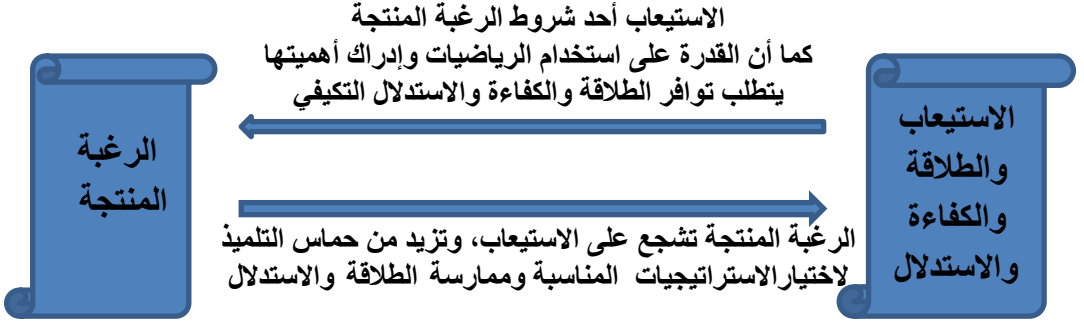 الاستيعاب أحد شروط الرغبة المنتجة
كما أن القدرة على استخدام الرياضيات وإدراك أهميتها
يتطلب توافر الطلاقة والكفاءة والاستدلال التكيفي
الاستيعاب
والطلاقة
والكفاءة
والاستدلال
الرغبة
المنتجة
الرغبة المنتجة تشجع على الاستيعاب، وتزيد من حماس التلميذ
لاختيارالاستراتيجيات المناسبة وممارسة الطلاقة والاستدلال